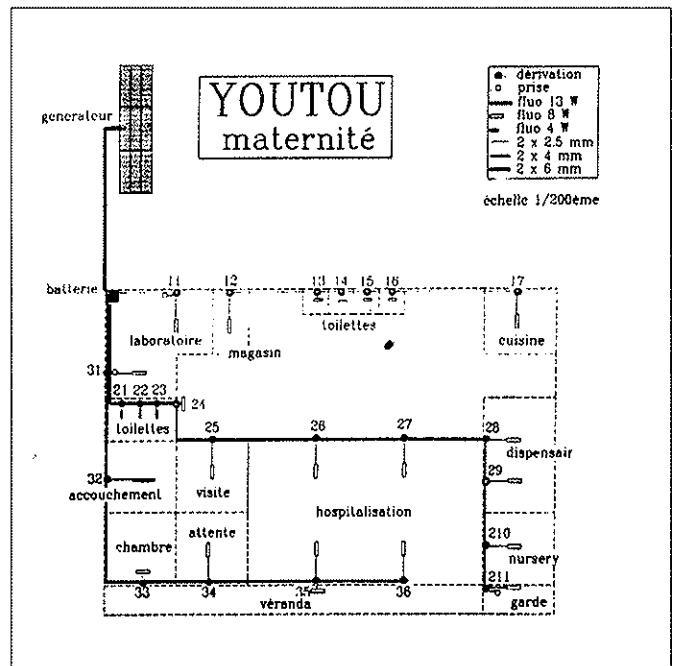 YOUTOU
maternité
dérivation
prise
fluo 13 W
fluo 8 W
fluo 4 W
2 x 2.5 mm
2 x 4 mm
2 x 6 mm
échelle 1/200ème
generateur
batterie
11
12
13
14
15
16
17
laboratoire
magasin
toilettes
cuisine
31
21
22
23
24
toilettes
25
26
27
28
dispensair
29
32
accouchement
visite
hospitalisation
attente
chambre
210
nursery
211
33
34
35
36
véranda
garde